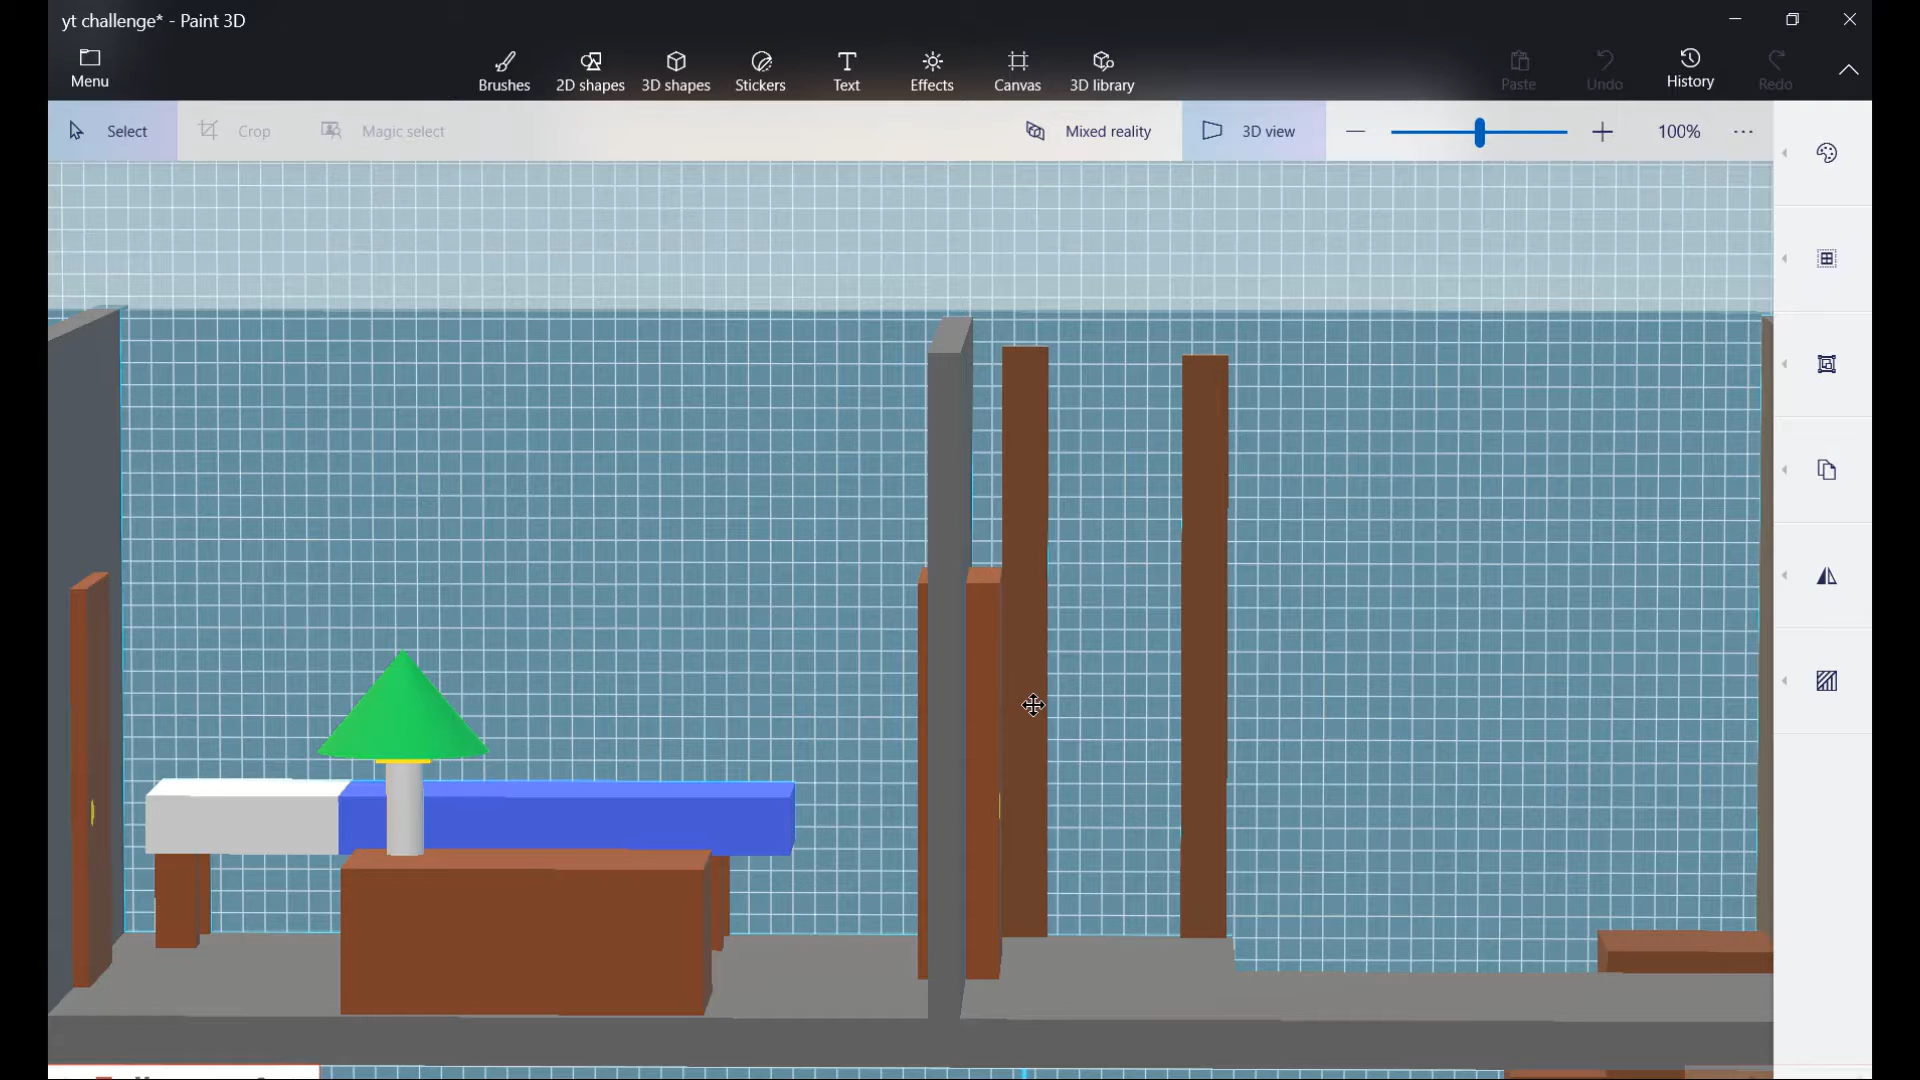 yt challenge* - Paint 3D
Menu
Brushes
2D shapes
3D shapes
Stickers
Text
Effects
Canvas
3D library
Paste
Undo
History
Redo
Select
Crop
Magic select
Mixed reality
3D view
100%